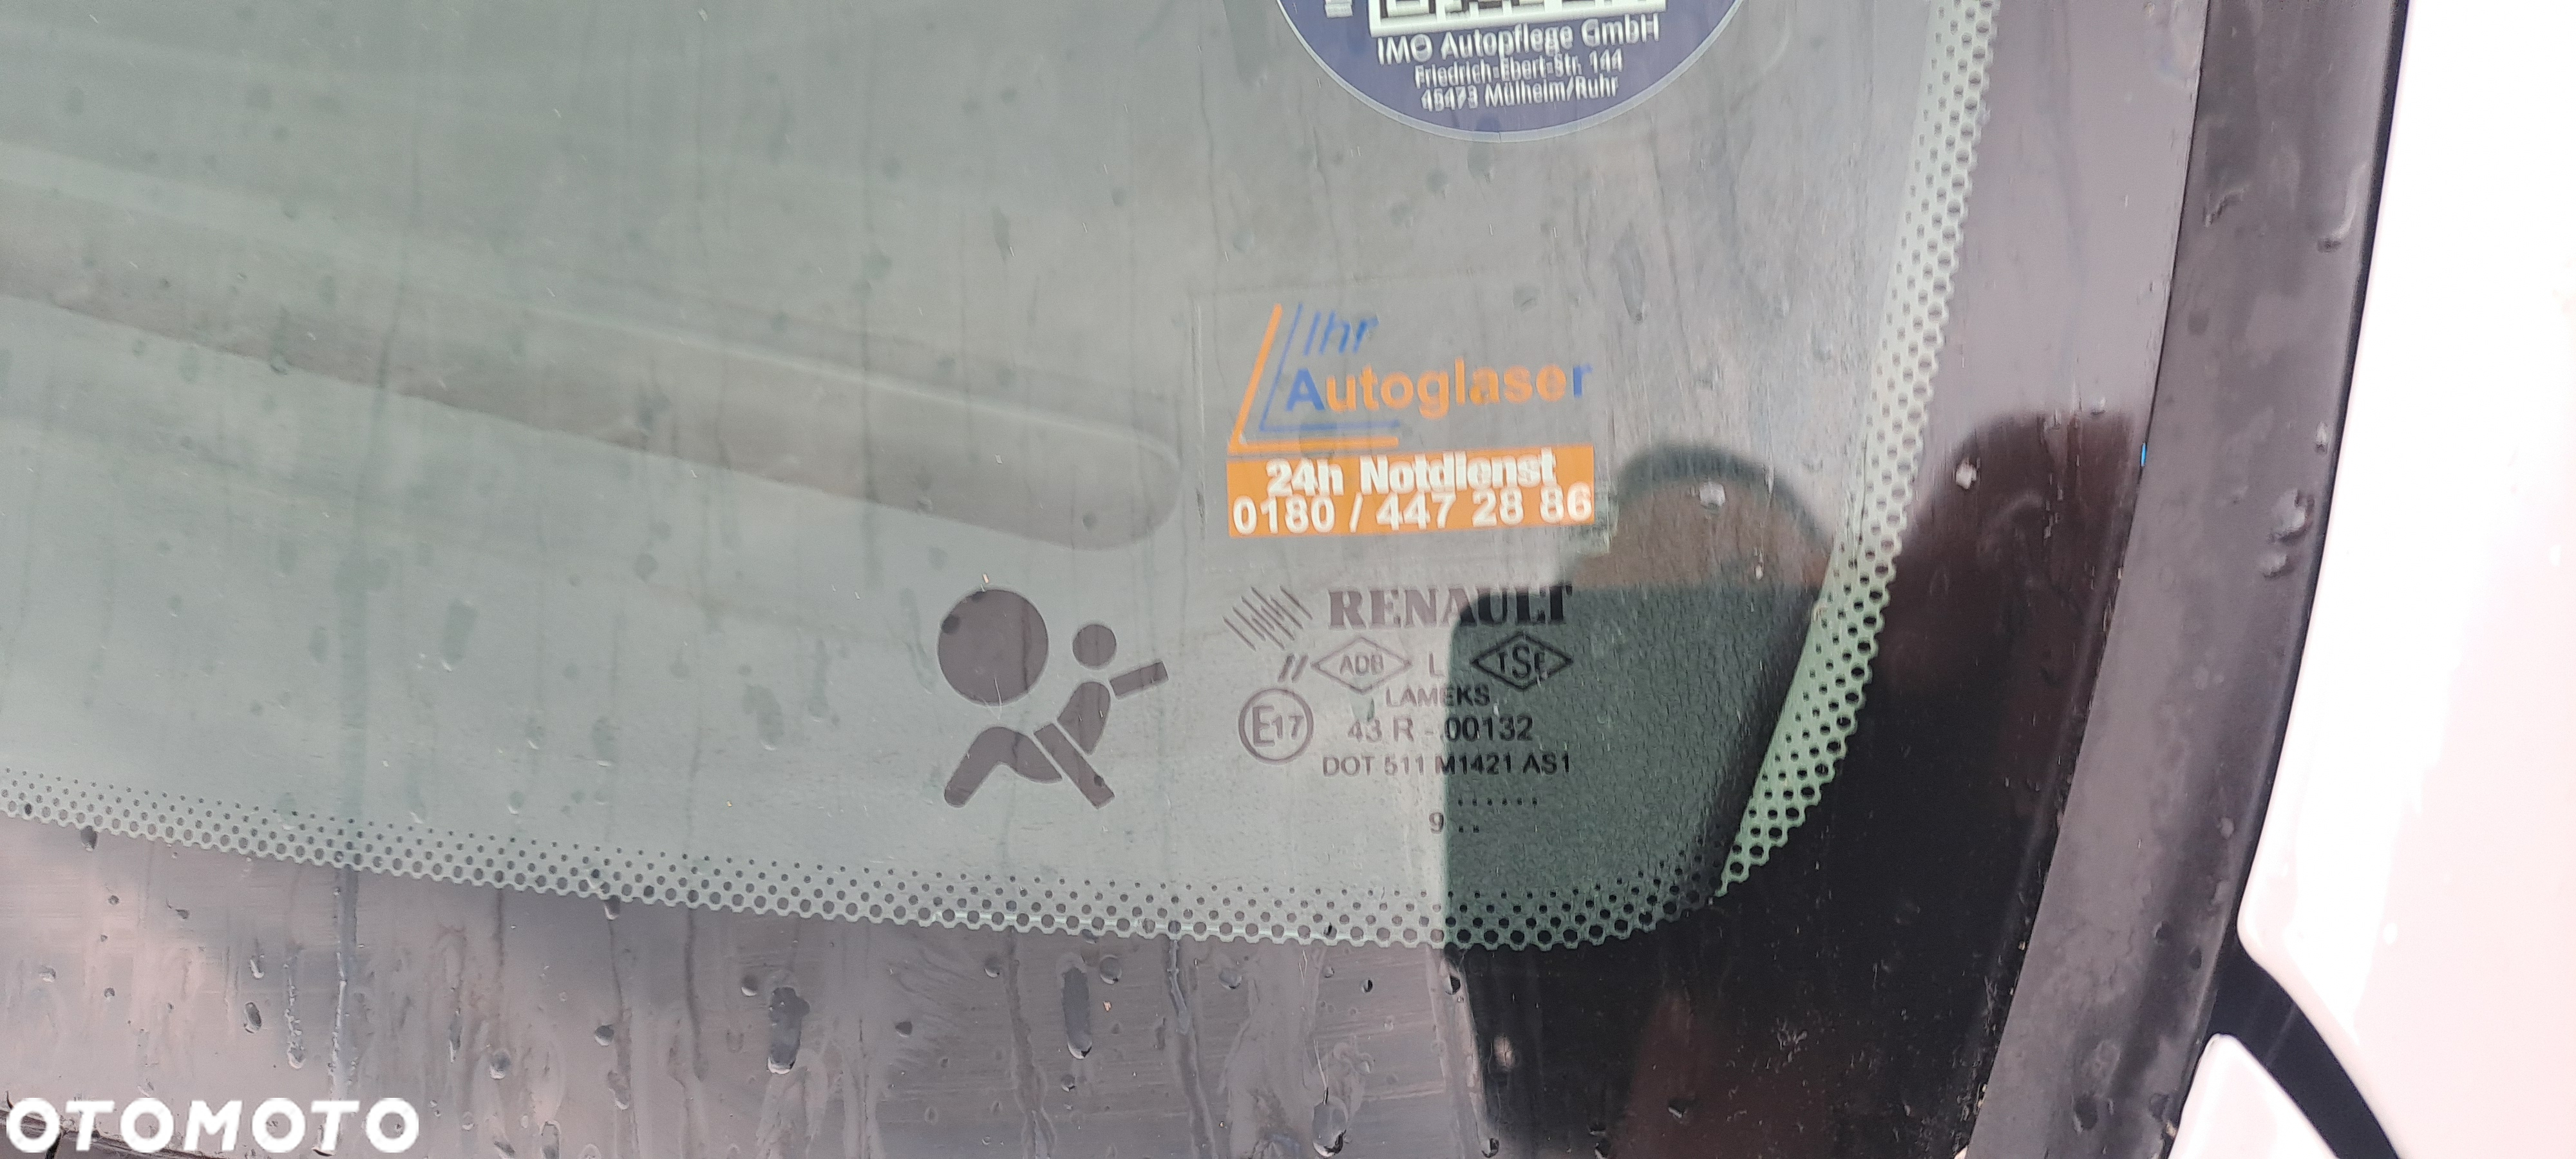 IMO Autopflege GmbH
Friedrich-Ebert-Str. 144
45473 Mülheim/Ruhr
Ihr
Autoglaser
24h Notdienst
0180 / 447 28 86
RENAULT
// ADB L TSE
LAMEKS
E17 43 R - 00132
DOT 511 M1421 AS1
. . . . . .
9 . .
OTOMOTO